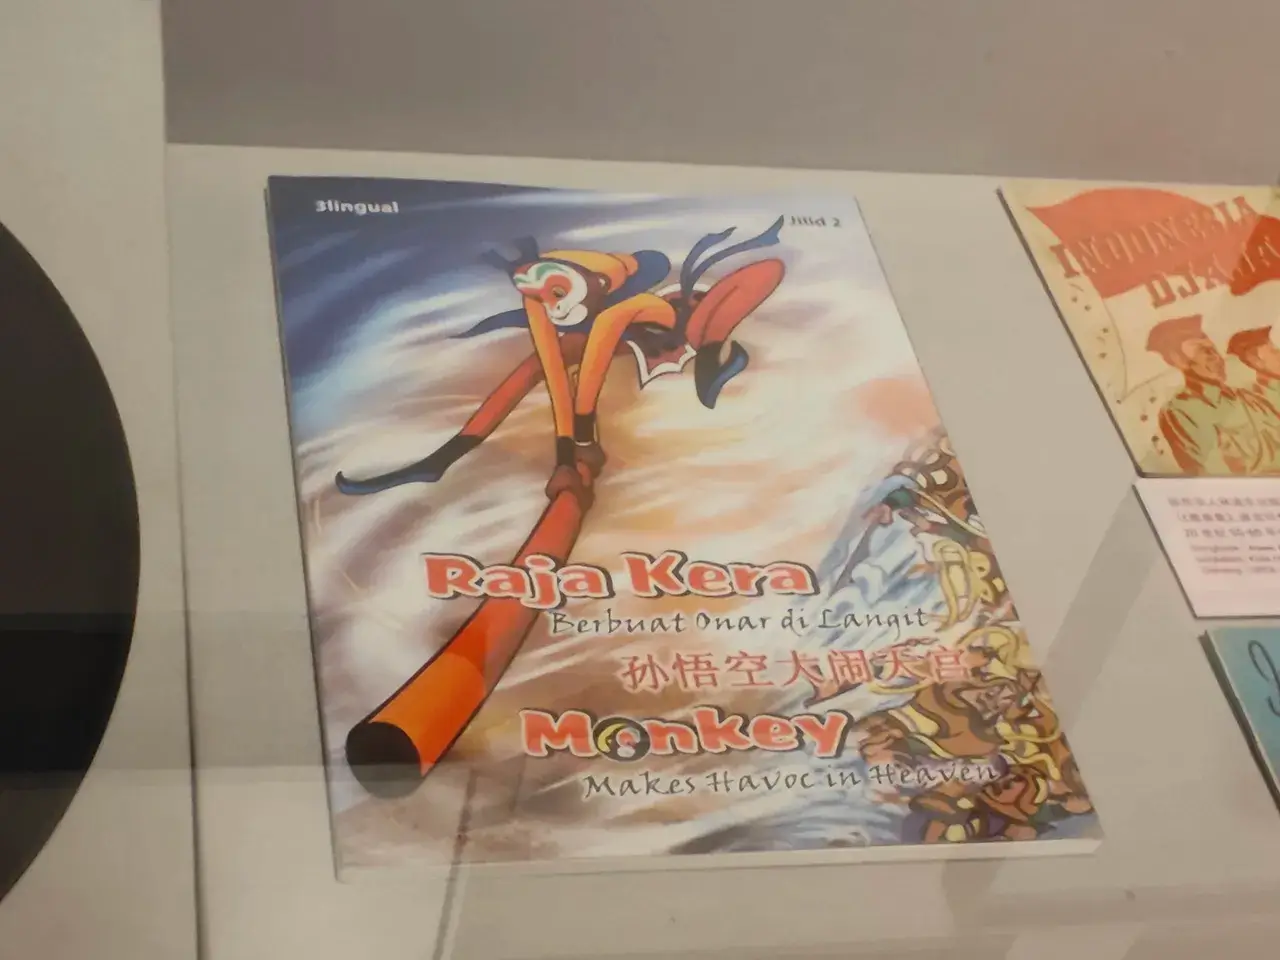 3lingual
Jilid 2
Raja Kera
Berbuat Onar di Langit
孙悟空大闹天宫
Monkey
Makes Havoc in Heaven
INDONESIA